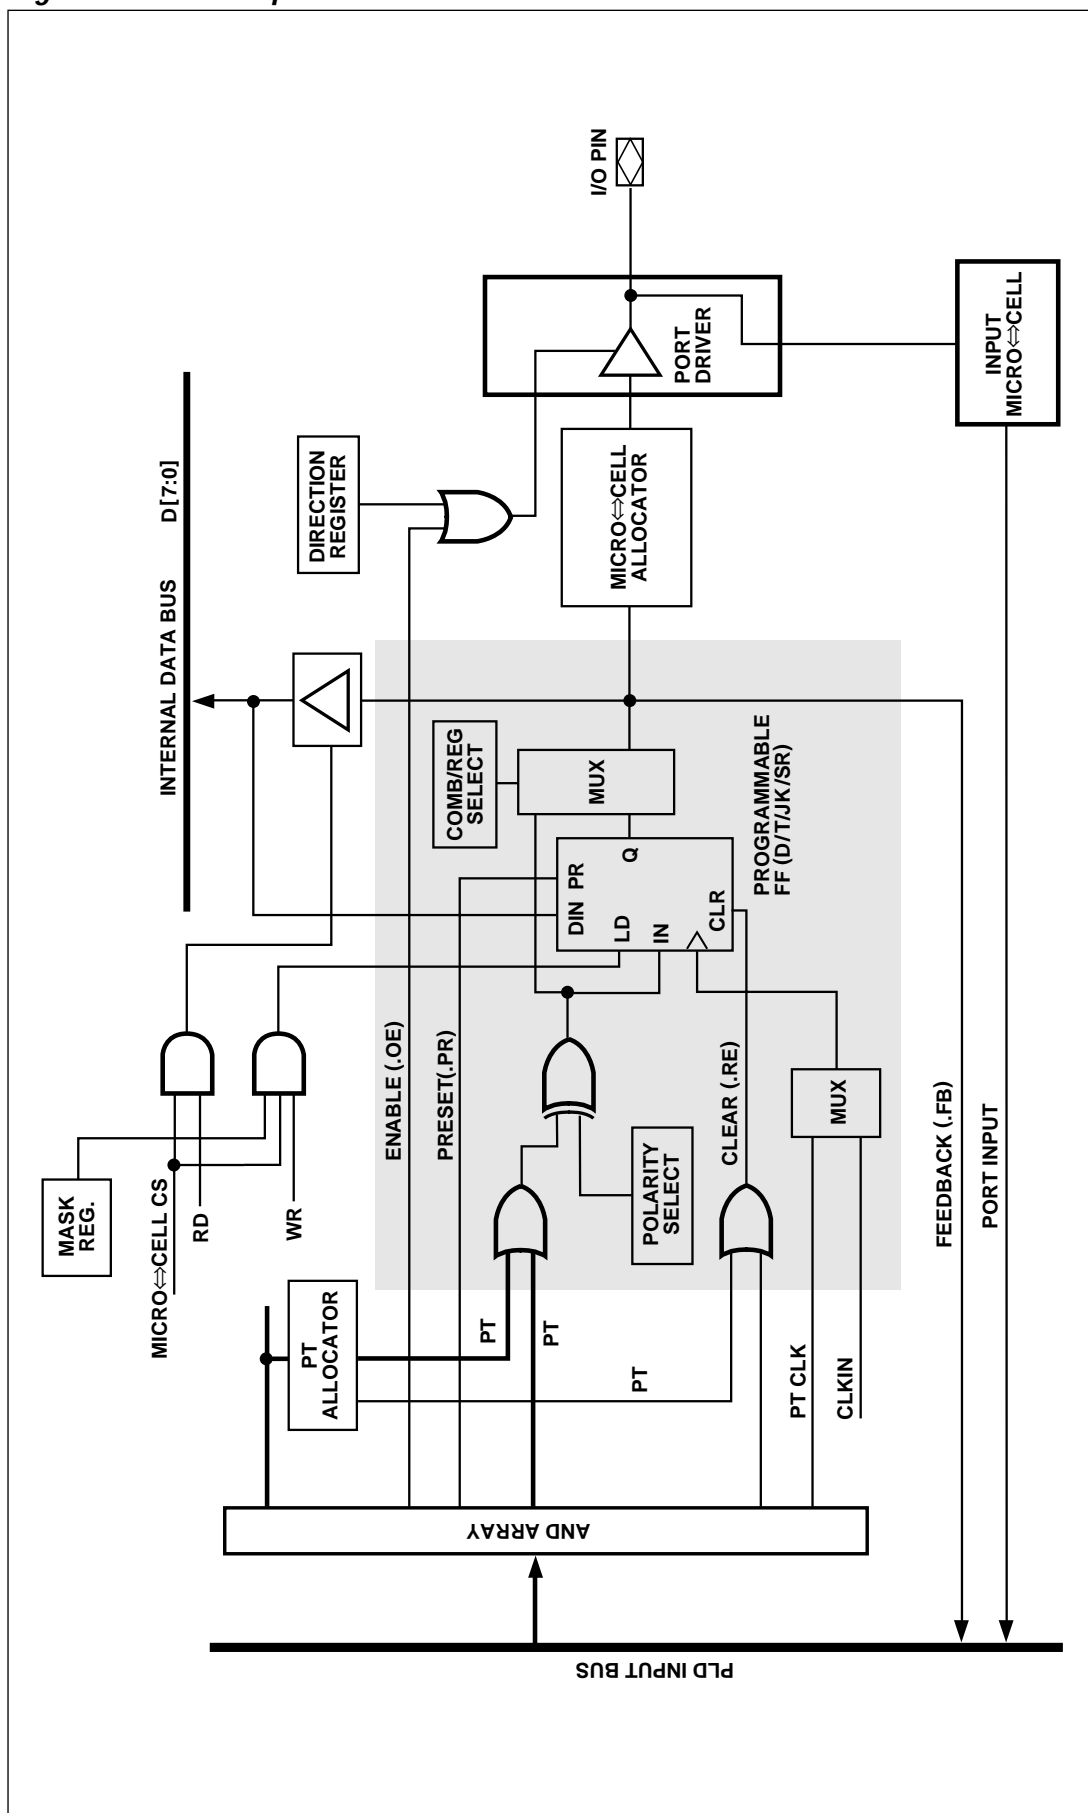 MASK
REG.
MICRO⇔CELL CS
RD
WR
INTERNAL DATA BUS D[7:0]
DIRECTION
REGISTER
PT
ALLOCATOR
ENABLE (.OE)
PRESET(.PR)
COMB/REG
SELECT
PT
PT
PT
POLARITY
SELECT
MUX
DIN PR
LD
Q
IN
CLR
PROGRAMMABLE
FF (D/T/JK/SR)
MICRO⇔CELL
ALLOCATOR
PORT
DRIVER
I/O PIN
CLEAR (.RE)
PT CLK
CLKIN
MUX
AND ARRAY
PLD INPUT BUS
FEEDBACK (.FB)
PORT INPUT
INPUT
MICRO⇔CELL